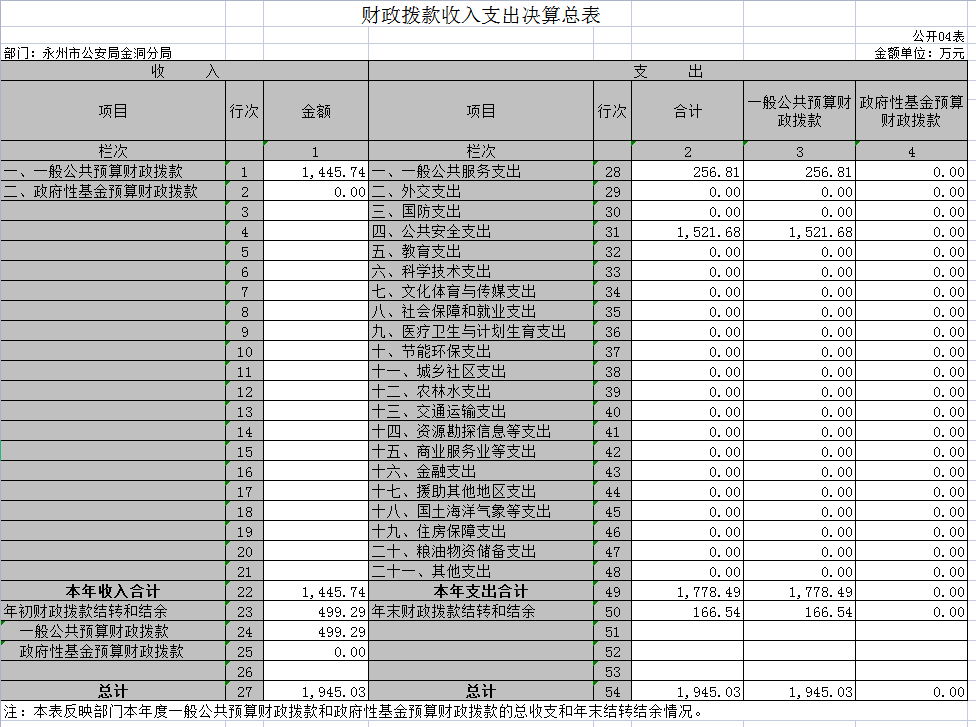 财政拨款收入支出决算总表
公开04表
部门：永州市公安局金洞分局 金额单位：万元
收 入 支 出
项目 行次 金额 项目 行次 合计 一般公共预算财政拨款 政府性基金预算财政拨款
栏次 1 栏次 2 3 4
一、一般公共预算财政拨款 1 1,445.74 一、一般公共服务支出 28 256.81 256.81 0.00
二、政府性基金预算财政拨款 2 0.00 二、外交支出 29 0.00 0.00 0.00
3 三、国防支出 30 0.00 0.00 0.00
4 四、公共安全支出 31 1,521.68 1,521.68 0.00
5 五、教育支出 32 0.00 0.00 0.00
6 六、科学技术支出 33 0.00 0.00 0.00
7 七、文化体育与传媒支出 34 0.00 0.00 0.00
8 八、社会保障和就业支出 35 0.00 0.00 0.00
9 九、医疗卫生与计划生育支出 36 0.00 0.00 0.00
10 十、节能环保支出 37 0.00 0.00 0.00
11 十一、城乡社区支出 38 0.00 0.00 0.00
12 十二、农林水支出 39 0.00 0.00 0.00
13 十三、交通运输支出 40 0.00 0.00 0.00
14 十四、资源勘探信息等支出 41 0.00 0.00 0.00
15 十五、商业服务业等支出 42 0.00 0.00 0.00
16 十六、金融支出 43 0.00 0.00 0.00
17 十七、援助其他地区支出 44 0.00 0.00 0.00
18 十八、国土海洋气象等支出 45 0.00 0.00 0.00
19 十九、住房保障支出 46 0.00 0.00 0.00
20 二十、粮油物资储备支出 47 0.00 0.00 0.00
21 二十一、其他支出 48 0.00 0.00 0.00
本年收入合计 22 1,445.74 本年支出合计 49 1,778.49 1,778.49 0.00
年初财政拨款结转和结余 23 499.29 年末财政拨款结转和结余 50 166.54 166.54 0.00
一般公共预算财政拨款 24 499.29 51
政府性基金预算财政拨款 25 0.00 52
26 53
总计 27 1,945.03 总计 54 1,945.03 1,945.03 0.00
注：本表反映部门本年度一般公共预算财政拨款和政府性基金预算财政拨款的总收支和年末结转结余情况。